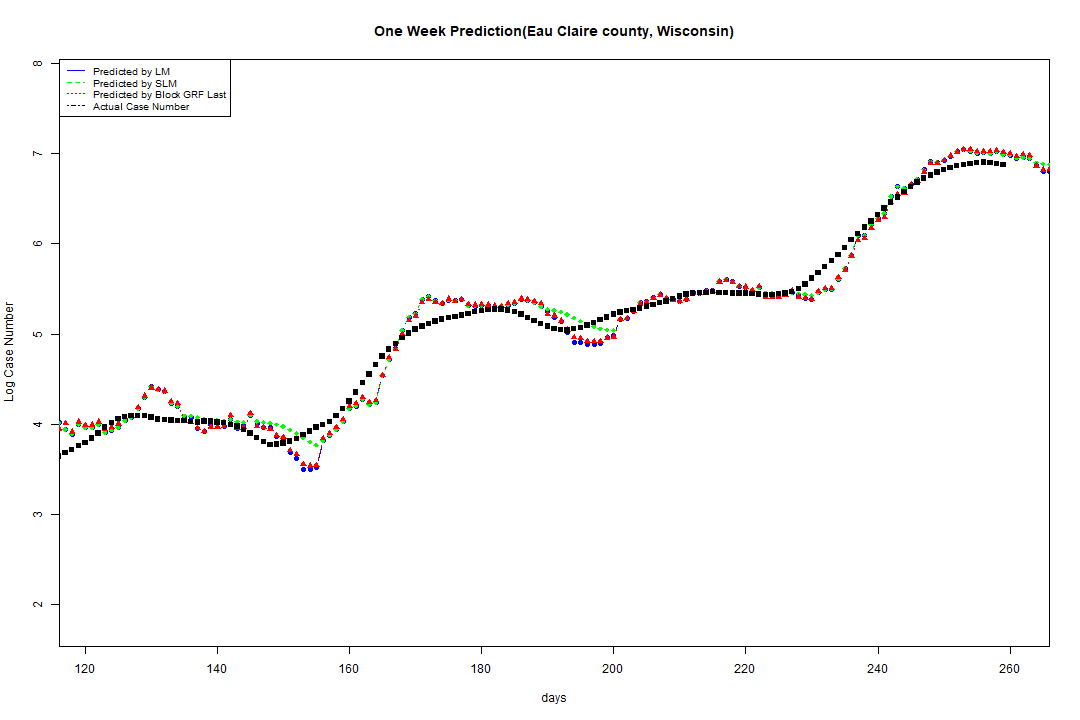 One Week Prediction(Eau Claire county, Wisconsin)
Predicted by LM
Predicted by SLM
Predicted by Block GRF Last
Actual Case Number
8
7
6
5
4
3
2
Log Case Number
120 140 160 180 200 220 240 260
days